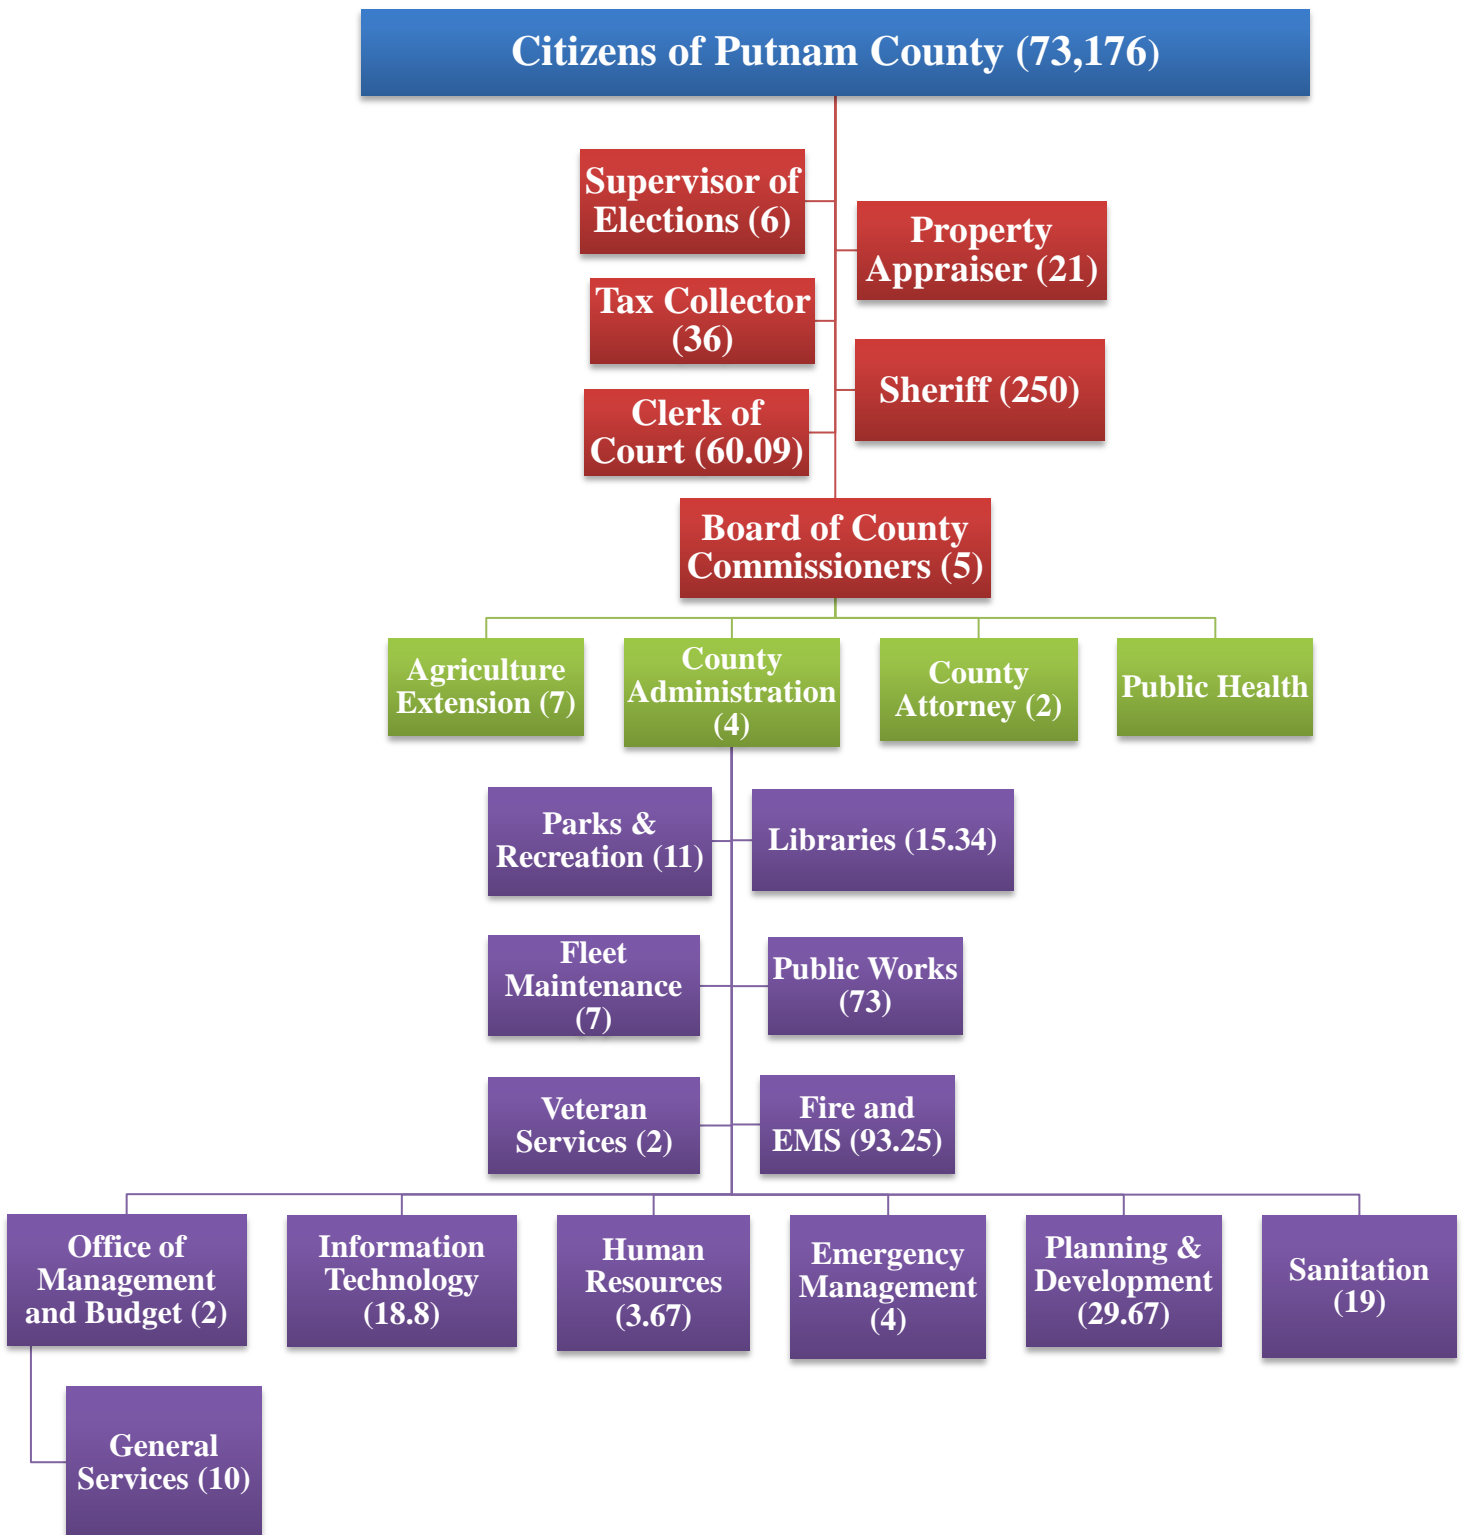 Citizens of Putnam County (73,176)
Supervisor of
Elections (6)
Property
Appraiser (21)
Tax Collector
(36)
Sheriff (250)
Clerk of
Court (60.09)
Board of County
Commissioners (5)
Agriculture
Extension (7)
County
Administration
(4)
County
Attorney (2)
Public Health
Parks &
Recreation (11)
Libraries (15.34)
Fleet
Maintenance
(7)
Public Works
(73)
Veteran
Services (2)
Fire and
EMS (93.25)
Office of
Management
and Budget (2)
Information
Technology
(18.8)
Human
Resources
(3.67)
Emergency
Management
(4)
Planning &
Development
(29.67)
Sanitation
(19)
General
Services (10)